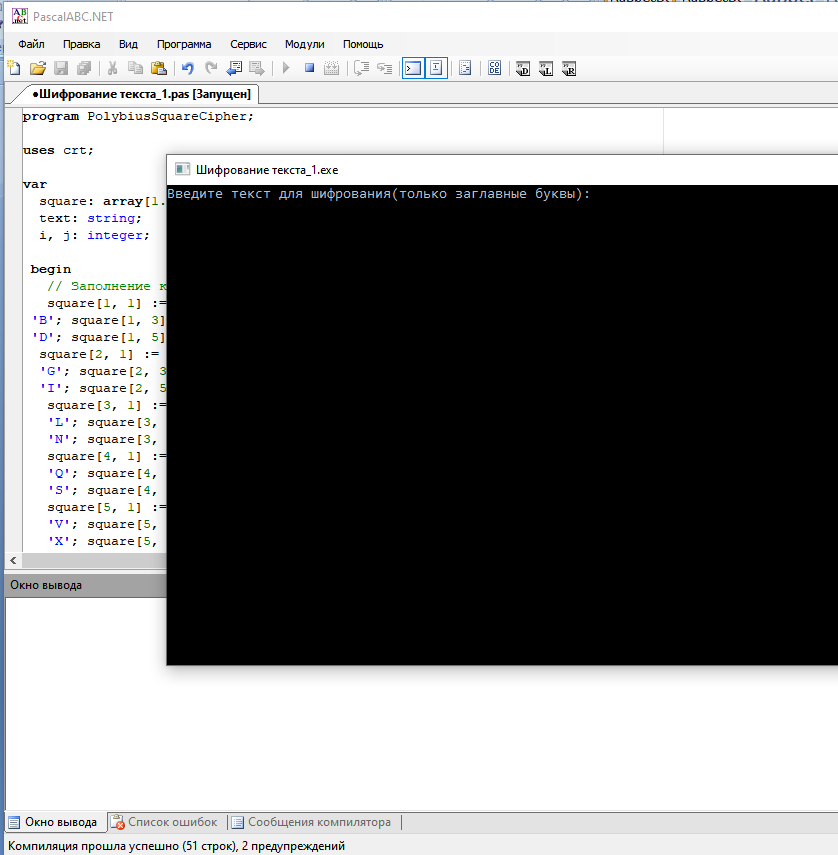 PascalABC.NET
Файл Правка Вид Программа Сервис Модули Помощь
•Шифрование текста_1.pas [Запущен]
program PolybiusSquareCipher;
uses crt;
Шифрование текста_1.exe
Введите текст для шифрования(только заглавные буквы):
var
square: array[1.
text: string;
i, j: integer;
begin
// Заполнение к
square[1, 1] :=
'B'; square[1, 3]
'D'; square[1, 5]
square[2, 1] :=
'G'; square[2, 3
'I'; square[2, 5
square[3, 1] :=
'L'; square[3,
'N'; square[3,
square[4, 1] :=
'Q'; square[4,
'S'; square[4,
square[5, 1] :=
'V'; square[5,
'X'; square[5,
Окно вывода
Окно вывода Список ошибок Сообщения компилятора
Компиляция прошла успешно (51 строк), 2 предупреждений